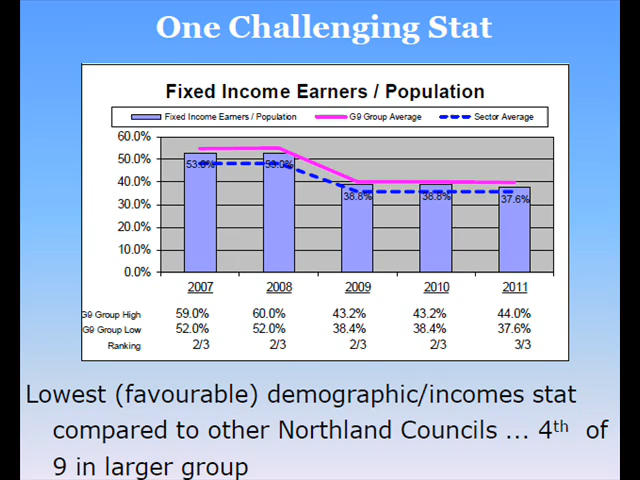 One Challenging Stat
Fixed Income Earners / Population
Fixed Income Earners / Population G9 Group Average Sector Average
60.0%
50.0%
40.0%
30.0%
20.0%
10.0%
0.0%
53.0% 53.0% 38.8% 38.8% 37.6%
2007 2008 2009 2010 2011
G9 Group High 59.0% 60.0% 43.2% 43.2% 44.0%
G9 Group Low 52.0% 52.0% 38.4% 38.4% 37.6%
Ranking 2/3 2/3 2/3 2/3 3/3
Lowest (favourable) demographic/incomes stat
compared to other Northland Councils ... 4th of
9 in larger group